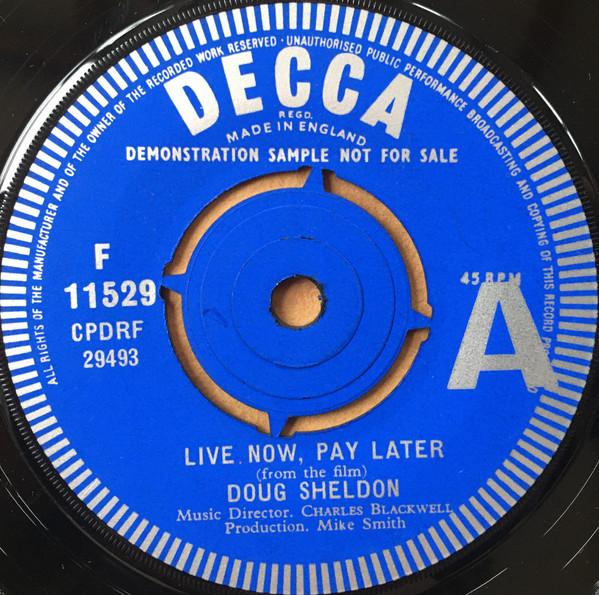 ALL RIGHTS OF THE MANUFACTURER AND OF THE OWNER OF THE RECORDED WORK RESERVED · UNAUTHORISED PUBLIC PERFORMANCE BROADCASTING AND COPYING OF THIS RECORD
DECCA
REGD.
MADE IN ENGLAND
DEMONSTRATION SAMPLE NOT FOR SALE
F
11529
CPDRF
29493
45 RPM
A
LIVE NOW, PAY LATER
(from the film)
DOUG SHELDON
Music Director. CHARLES BLACKWELL
Production. Mike Smith